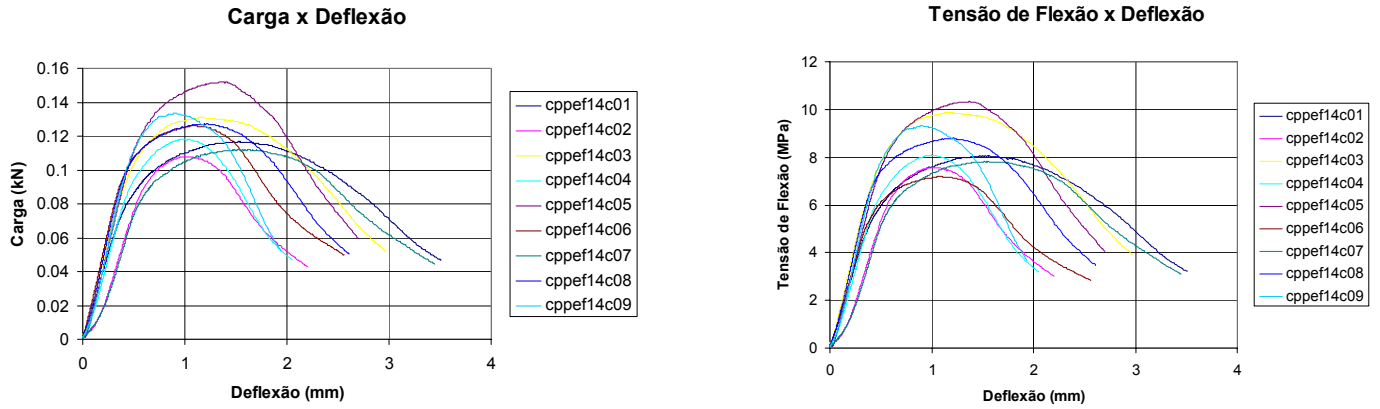 Carga x Deflexão
0.16
0.14
0.12
0.1
0.08
0.06
0.04
0.02
0
0 1 2 3 4
Carga (kN)
Deflexão (mm)
cppef14c01
cppef14c02
cppef14c03
cppef14c04
cppef14c05
cppef14c06
cppef14c07
cppef14c08
cppef14c09
Tensão de Flexão x Deflexão
12
10
8
6
4
2
0
0 1 2 3 4
Tensão de Flexão (MPa)
Deflexão (mm)
cppef14c01
cppef14c02
cppef14c03
cppef14c04
cppef14c05
cppef14c06
cppef14c07
cppef14c08
cppef14c09